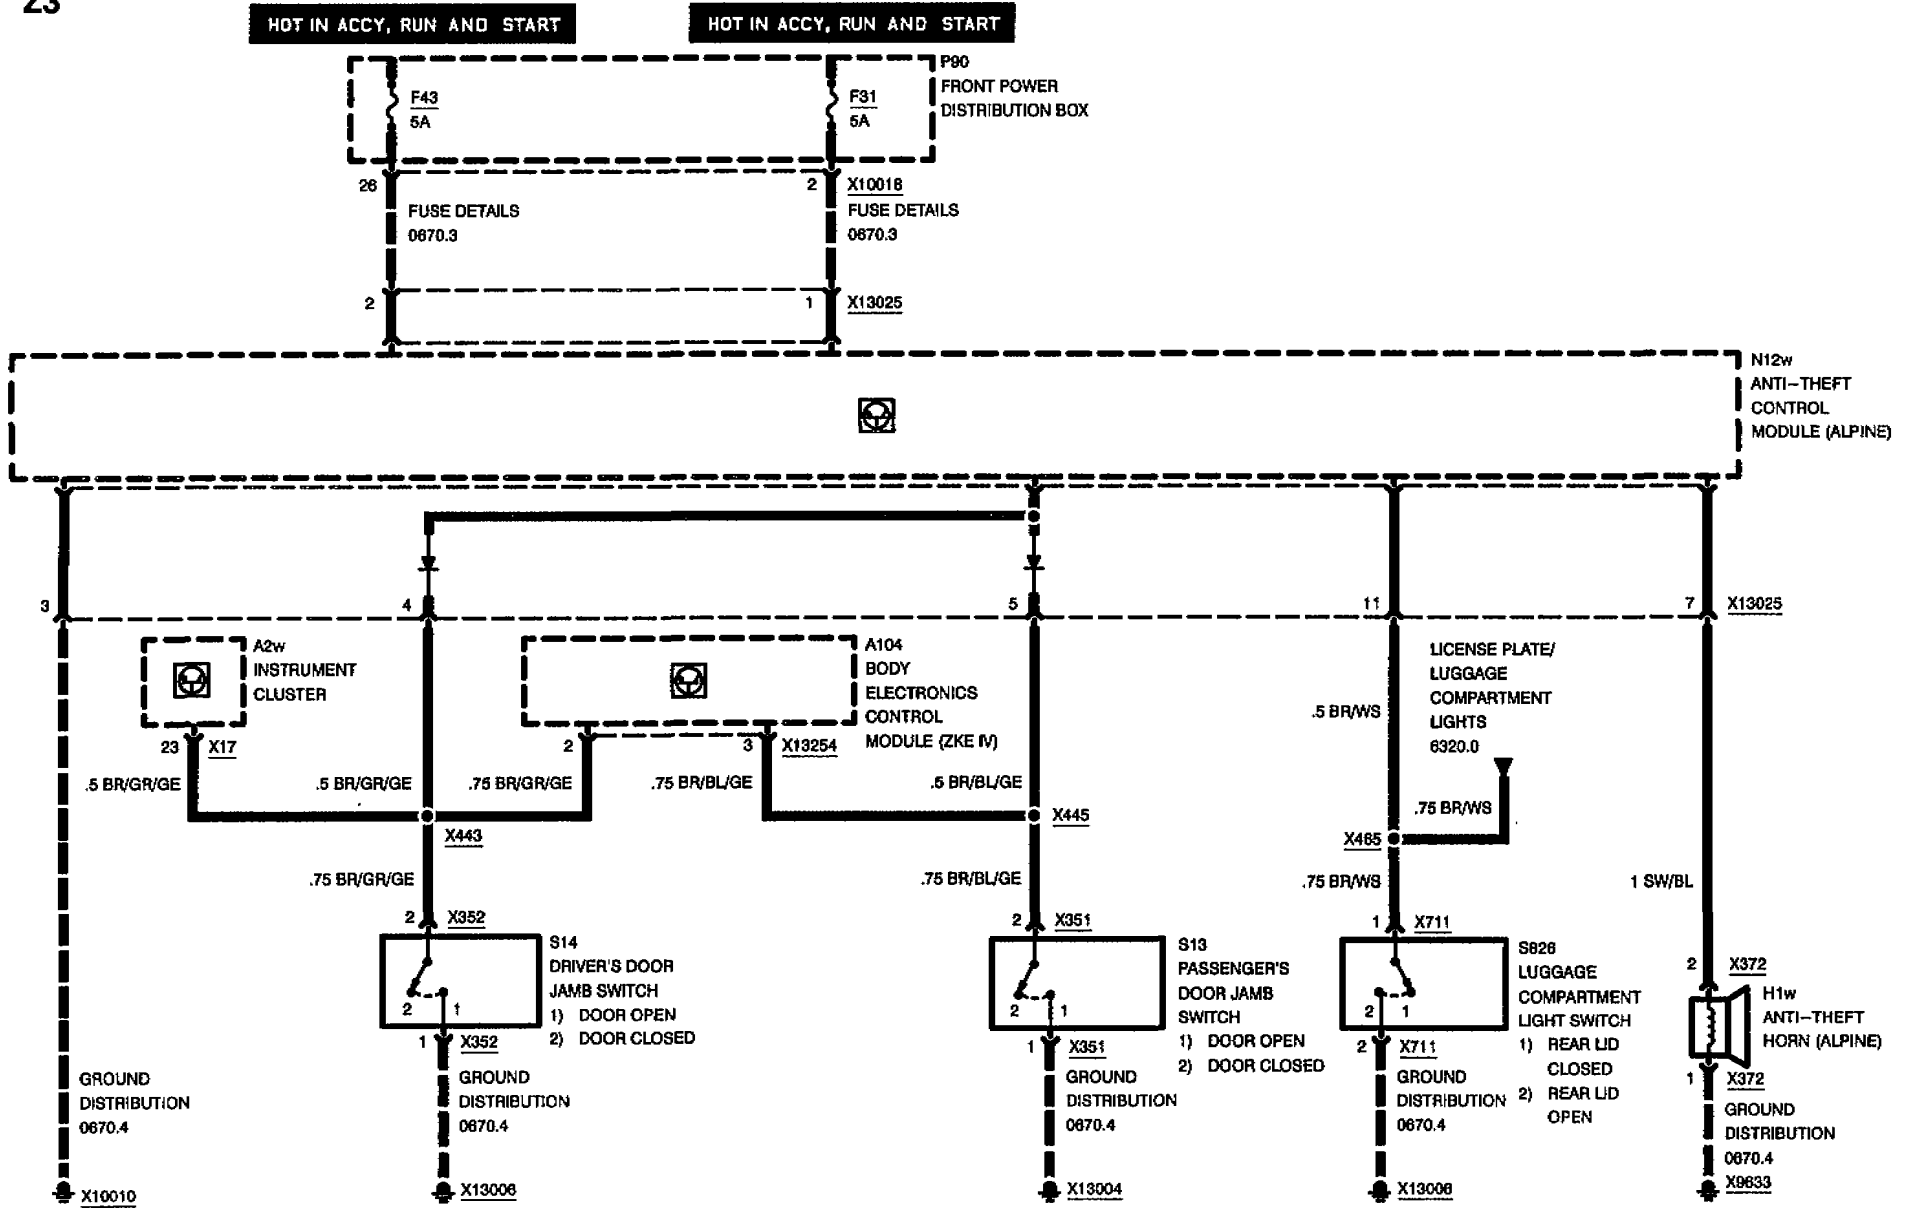 23
HOT IN ACCY, RUN AND START
HOT IN ACCY, RUN AND START
P90
FRONT POWER
DISTRIBUTION BOX
F43
5A
F31
5A
26
2
X10018
FUSE DETAILS
0670.3
FUSE DETAILS
0670.3
2
1
X13025
N12w
ANTI-THEFT
CONTROL
MODULE (ALPINE)
3
4
5
11
7
X13025
A2w
INSTRUMENT
CLUSTER
A104
BODY
ELECTRONICS
CONTROL
MODULE (ZKE IV)
LICENSE PLATE/
LUGGAGE
COMPARTMENT
LIGHTS
6320.0
.5 BR/WS
23
X17
2
3
X13254
.5 BR/GR/GE
.5 BR/GR/GE
.75 BR/GR/GE
.75 BR/BL/GE
.5 BR/BL/GE
.75 BR/WS
X443
X445
X465
.75 BR/GR/GE
.75 BR/BL/GE
.75 BR/WS
1 SW/BL
2
X352
2
X351
1
X711
2
X372
S14
DRIVER'S DOOR
JAMB SWITCH
1) DOOR OPEN
2) DOOR CLOSED
2
1
S13
PASSENGER'S
DOOR JAMB
SWITCH
1) DOOR OPEN
2) DOOR CLOSED
2
1
S826
LUGGAGE
COMPARTMENT
LIGHT SWITCH
1) REAR LID
CLOSED
2) REAR LID
OPEN
2
1
H1w
ANTI-THEFT
HORN (ALPINE)
1
X352
1
X351
2
X711
1
X372
GROUND
DISTRIBUTION
0670.4
GROUND
DISTRIBUTION
0670.4
GROUND
DISTRIBUTION
0670.4
GROUND
DISTRIBUTION
0670.4
GROUND
DISTRIBUTION
0670.4
X10010
X13006
X13004
X13006
X9633